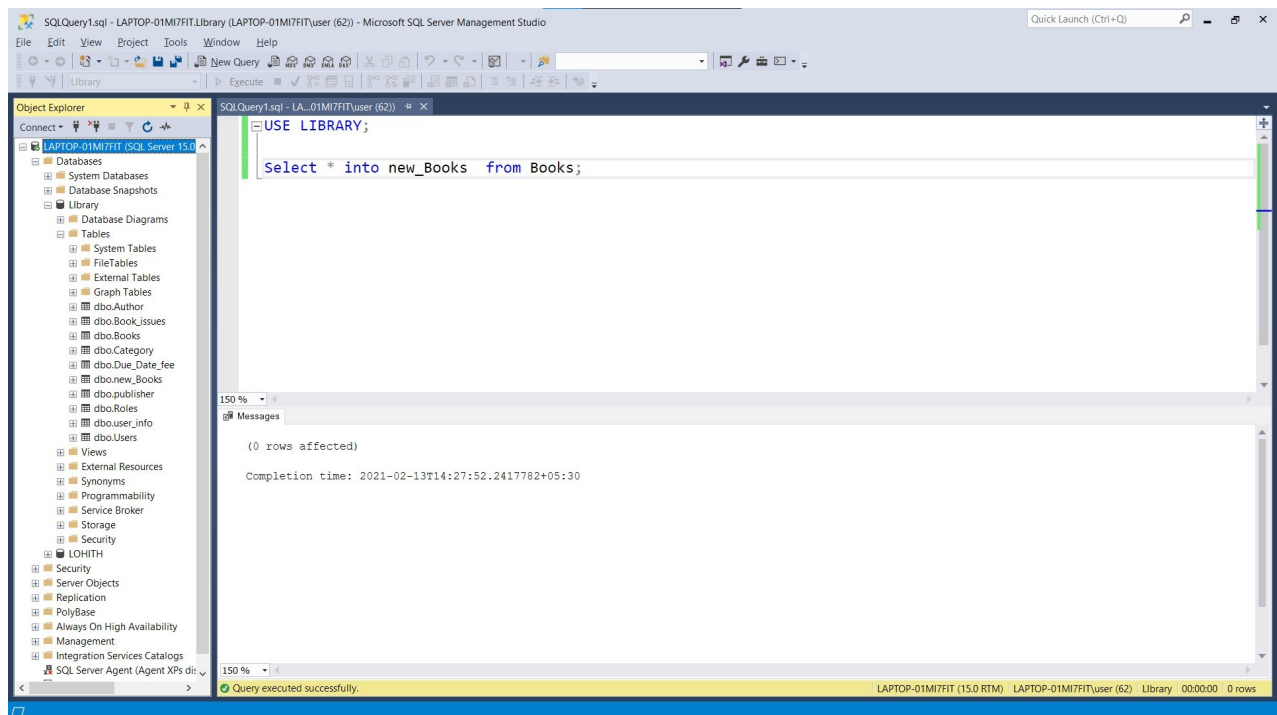 SQLQuery1.sql - LAPTOP-01MI7FIT.LIbrary (LAPTOP-01MI7FIT\user (62)) - Microsoft SQL Server Management Studio
Quick Launch (Ctrl+Q)
File Edit View Project Tools Window Help
New Query
LIbrary
Execute
Object Explorer
Connect
LAPTOP-01MI7FIT (SQL Server 15.0
Databases
System Databases
Database Snapshots
LIbrary
Database Diagrams
Tables
System Tables
FileTables
External Tables
Graph Tables
dbo.Author
dbo.Book_issues
dbo.Books
dbo.Category
dbo.Due_Date_fee
dbo.new_Books
dbo.publisher
dbo.Roles
dbo.user_info
dbo.Users
Views
External Resources
Synonyms
Programmability
Service Broker
Storage
Security
LOHITH
Security
Server Objects
Replication
PolyBase
Always On High Availability
Management
Integration Services Catalogs
SQL Server Agent (Agent XPs dis
SQLQuery1.sql - LA...01MI7FIT\user (62))
USE LIBRARY;
Select * into new_Books  from Books;
150 %
Messages
(0 rows affected)
Completion time: 2021-02-13T14:27:52.2417782+05:30
150 %
Query executed successfully.
LAPTOP-01MI7FIT (15.0 RTM) LAPTOP-01MI7FIT\user (62) LIbrary 00:00:00 0 rows